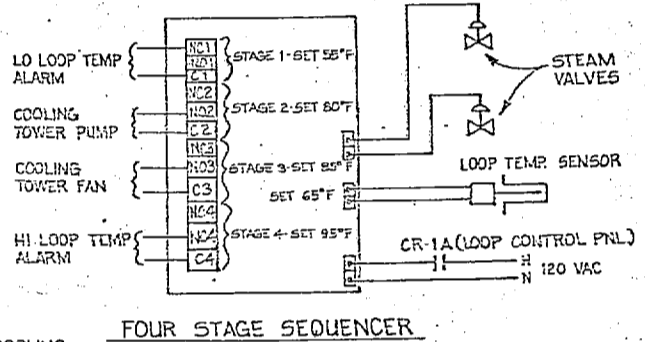 LO LOOP TEMP
ALARM
COOLING
TOWER PUMP
COOLING
TOWER FAN
HI LOOP TEMP
ALARM
NC1
NO1
C1
NC2
NO2
C2
NC3
NO3
C3
NC4
NO4
C4
STAGE 1-SET 55°F
STAGE 2-SET 80°F
STAGE 3-SET 85°F
SET 65°F
STAGE 4-SET 95°F
STEAM
VALVES
LOOP TEMP. SENSOR
CR-1A (LOOP CONTROL PNL)
H
N
120 VAC
FOUR STAGE SEQUENCER